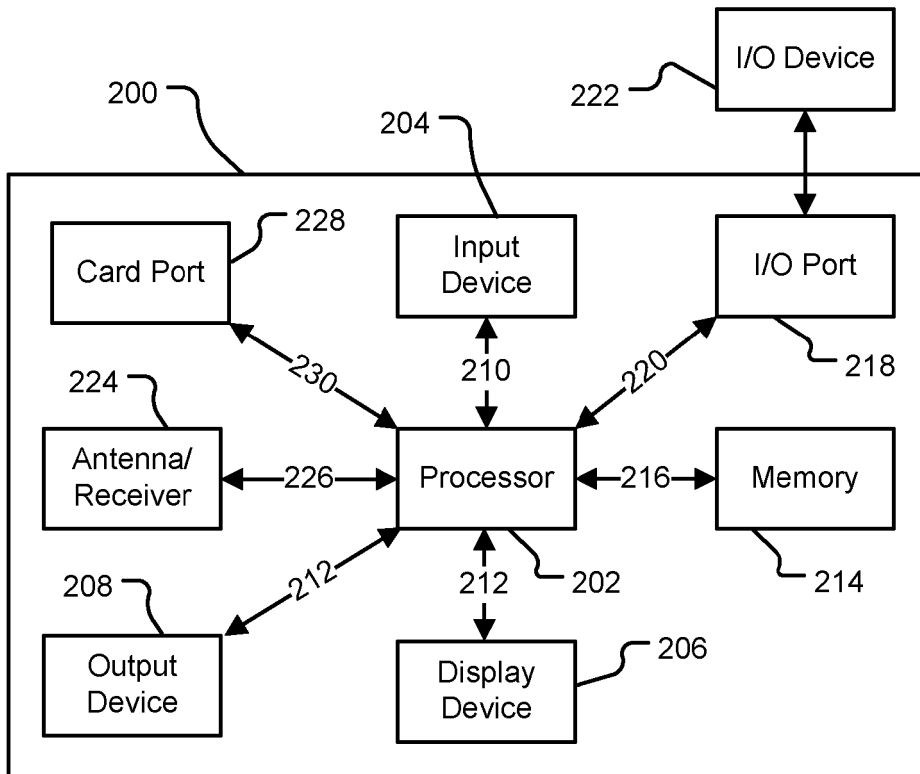 I/O Device
222
200
204
228
Card Port
Input
Device
I/O Port
218
230
210
220
224
Antenna/
Receiver
226
Processor
216
Memory
214
202
212
212
208
Output
Device
Display
Device
206